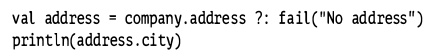 val address = company.address ?: fail("No address")
println(address.city)